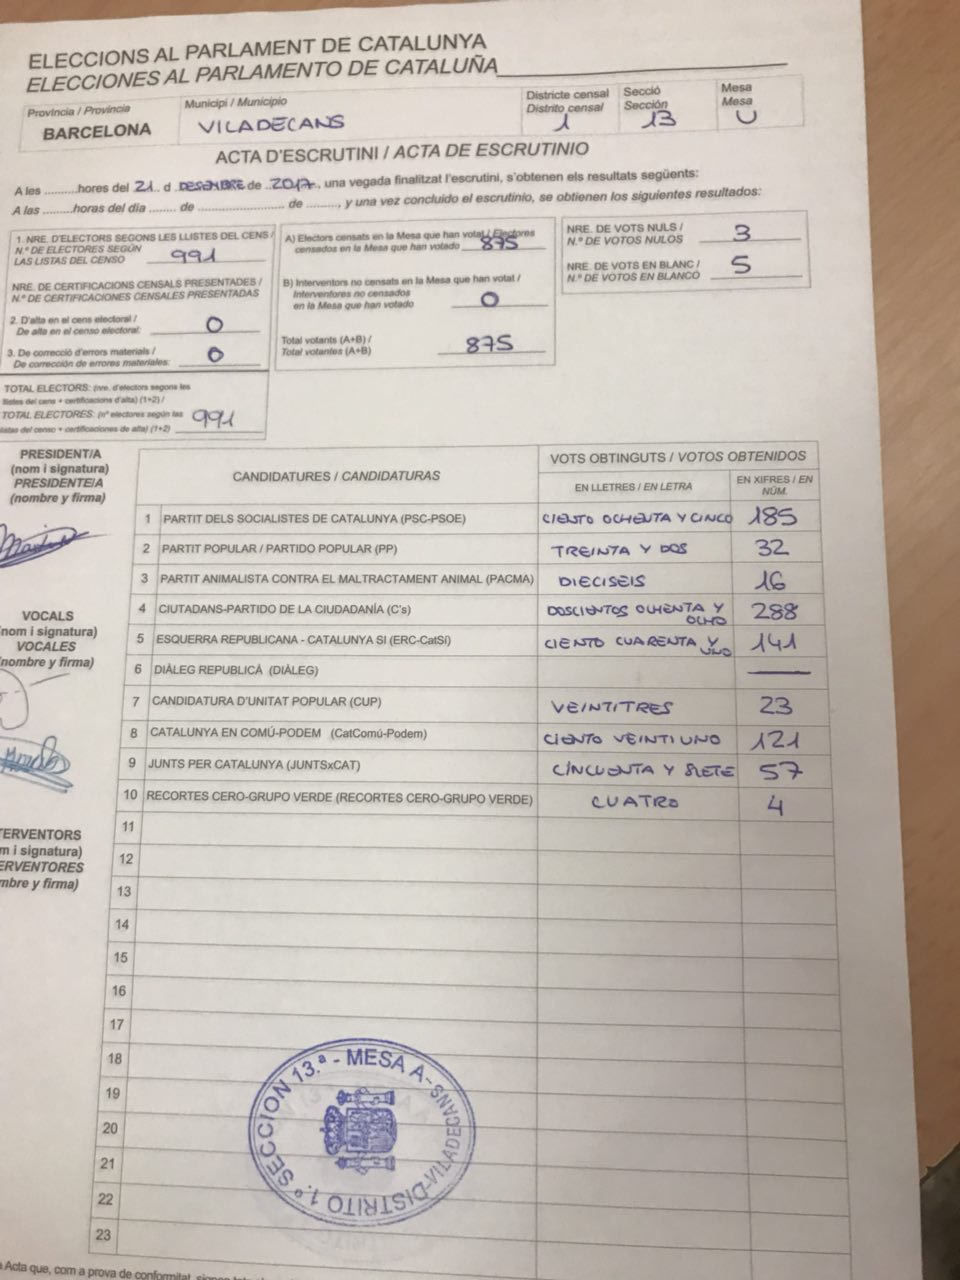 ELECCIONS AL PARLAMENT DE CATALUNYA
ELECCIONES AL PARLAMENTO DE CATALUÑA
Província / Provincia
BARCELONA
Municipi / Municipio
VILADECANS
Districte censal
Distrito censal
1
Secció
Sección
13
Mesa
Mesa
U
ACTA D'ESCRUTINI / ACTA DE ESCRUTINIO
A les ..........hores del 21.. d DESEMBRE de ..2017., una vegada finalitzat l'escrutini, s'obtenen els resultats següents:
A las .........horas del día ....... de ......................... de ........, y una vez concluido el escrutinio, se obtienen los siguientes resultados:
1. NRE. D'ELECTORS SEGONS LES LLISTES DEL CENS /
N.º DE ELECTORES SEGÚN
LAS LISTAS DEL CENSO 991
NRE. DE CERTIFICACIONS CENSALS PRESENTADES /
N.º DE CERTIFICACIONES CENSALES PRESENTADAS
2. D'alta en el cens electoral /
De alta en el censo electoral: 0
3. De correcció d'errors materials /
De corrección de errores materiales: 0
TOTAL ELECTORS: (nre. d'electors segons les
llistes del cens + certificacions d'alta) (1+2) /
TOTAL ELECTORES: (nº electores según las
listas del censo + certificaciones de alta) (1+2) 991
A) Electors censats en la Mesa que han votat / Electores
censados en la Mesa que han votado 875
B) Interventors no censats en la Mesa que han votat /
Interventores no censados
en la Mesa que han votado 0
Total votants (A+B) /
Total votantes (A+B) 875
NRE. DE VOTS NULS /
N.º DE VOTOS NULOS 3
NRE. DE VOTS EN BLANC /
N.º DE VOTOS EN BLANCO 5
PRESIDENT/A
(nom i signatura)
PRESIDENTE/A
(nombre y firma)
VOCALS
nom i signatura)
VOCALES
nombre y firma)
TERVENTORS
m i signatura)
ERVENTORES
mbre y firma)
CANDIDATURES / CANDIDATURAS
VOTS OBTINGUTS / VOTOS OBTENIDOS
EN LLETRES / EN LETRA
EN XIFRES / EN
NÚM.
1 PARTIT DELS SOCIALISTES DE CATALUNYA (PSC-PSOE) CIENTO OCHENTA Y CINCO 185
2 PARTIT POPULAR / PARTIDO POPULAR (PP) TREINTA Y DOS 32
3 PARTIT ANIMALISTA CONTRA EL MALTRACTAMENT ANIMAL (PACMA) DIECISEIS 16
4 CIUTADANS-PARTIDO DE LA CIUDADANÍA (C's) DOSCIENTOS OCHENTA Y OCHO 288
5 ESQUERRA REPUBLICANA - CATALUNYA SI (ERC-CatSí) CIENTO CUARENTA Y UNO 141
6 DIÀLEG REPUBLICÀ (DIÀLEG)
7 CANDIDATURA D'UNITAT POPULAR (CUP) VEINTITRES 23
8 CATALUNYA EN COMÚ-PODEM (CatComú-Podem) CIENTO VEINTIUNO 121
9 JUNTS PER CATALUNYA (JUNTSxCAT) CINCUENTA Y SIETE 57
10 RECORTES CERO-GRUPO VERDE (RECORTES CERO-GRUPO VERDE) CUATRO 4
11
12
13
14
15
16
17
18
19
20
21
22
23
DISTRITO 1.º SECCION 13.ª - MESA A - VILADECANS
Acta que, com a prova de conformitat, signen